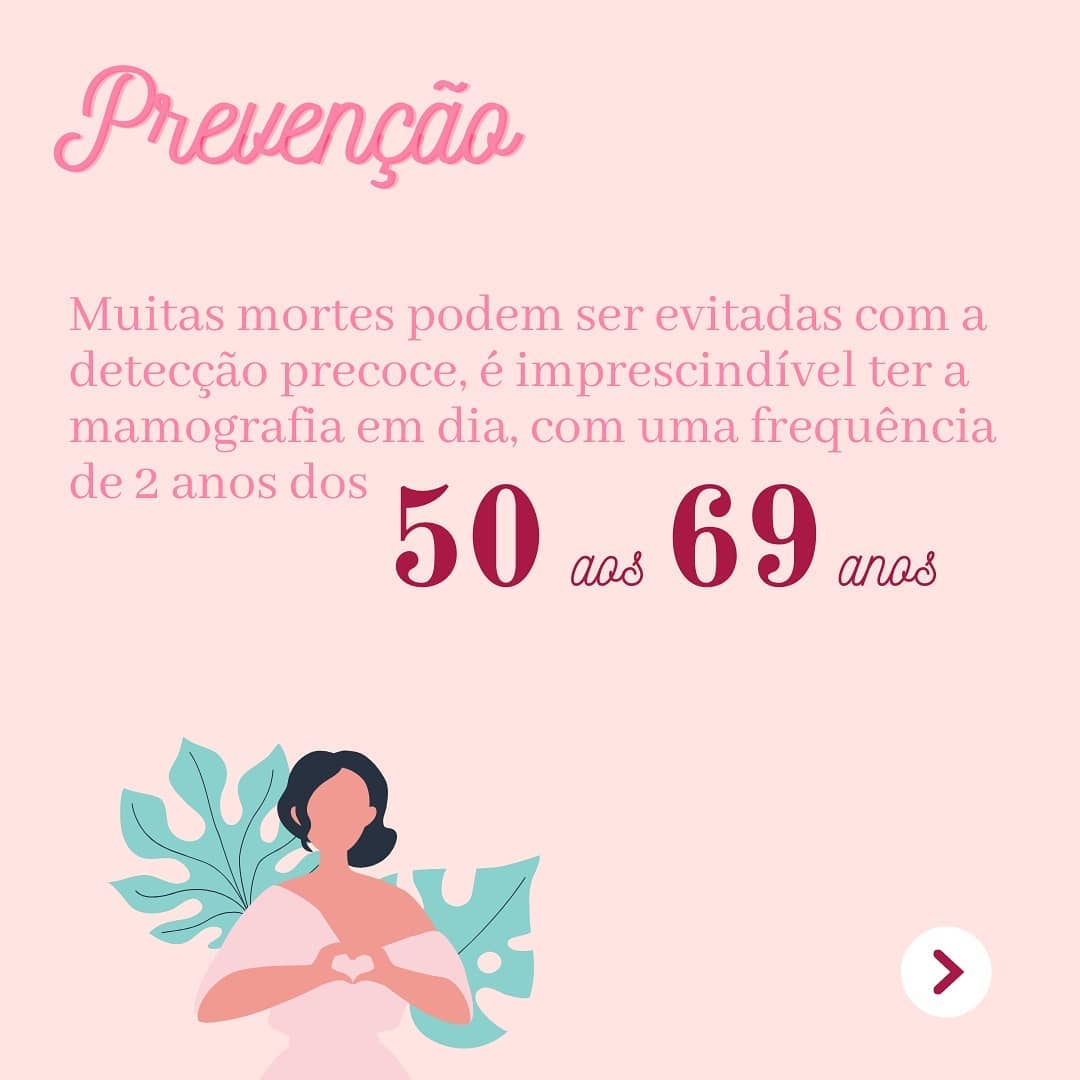 Prevenção
Muitas mortes podem ser evitadas com a
detecção precoce, é imprescindível ter a
mamografia em dia, com uma frequência
de 2 anos dos 50 aos 69 anos